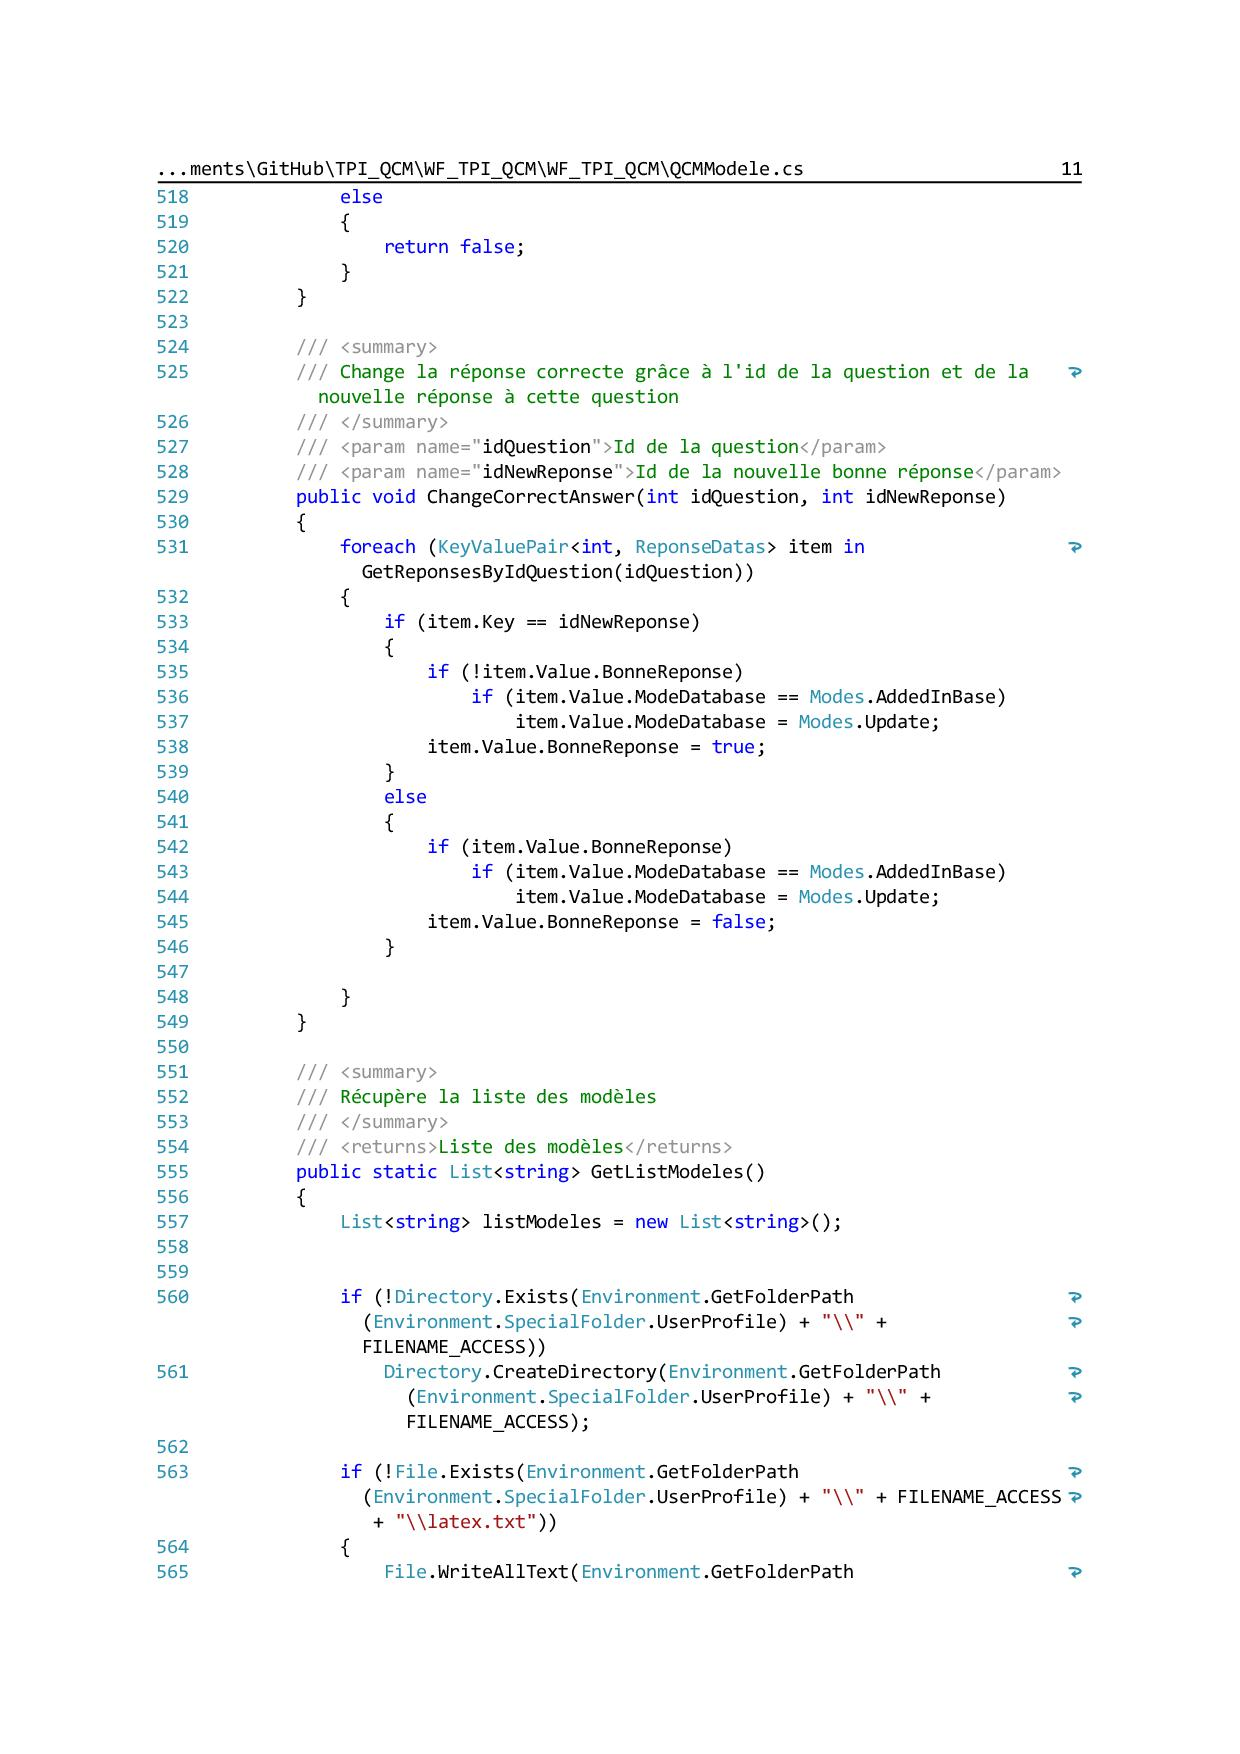 ...ments\GitHub\TPI_QCM\WF_TPI_QCM\WF_TPI_QCM\QCMModele.cs 11
518 else
519 {
520 return false;
521 }
522 }
523
524 /// <summary>
525 /// Change la réponse correcte grâce à l'id de la question et de la
nouvelle réponse à cette question
526 /// </summary>
527 /// <param name="idQuestion">Id de la question</param>
528 /// <param name="idNewReponse">Id de la nouvelle bonne réponse</param>
529 public void ChangeCorrectAnswer(int idQuestion, int idNewReponse)
530 {
531 foreach (KeyValuePair<int, ReponseDatas> item in
GetReponsesByIdQuestion(idQuestion))
532 {
533 if (item.Key == idNewReponse)
534 {
535 if (!item.Value.BonneReponse)
536 if (item.Value.ModeDatabase == Modes.AddedInBase)
537 item.Value.ModeDatabase = Modes.Update;
538 item.Value.BonneReponse = true;
539 }
540 else
541 {
542 if (item.Value.BonneReponse)
543 if (item.Value.ModeDatabase == Modes.AddedInBase)
544 item.Value.ModeDatabase = Modes.Update;
545 item.Value.BonneReponse = false;
546 }
547
548 }
549 }
550
551 /// <summary>
552 /// Récupère la liste des modèles
553 /// </summary>
554 /// <returns>Liste des modèles</returns>
555 public static List<string> GetListModeles()
556 {
557 List<string> listModeles = new List<string>();
558
559
560 if (!Directory.Exists(Environment.GetFolderPath
(Environment.SpecialFolder.UserProfile) + "\\" +
FILENAME_ACCESS))
561 Directory.CreateDirectory(Environment.GetFolderPath
(Environment.SpecialFolder.UserProfile) + "\\" +
FILENAME_ACCESS);
562
563 if (!File.Exists(Environment.GetFolderPath
(Environment.SpecialFolder.UserProfile) + "\\" + FILENAME_ACCESS
+ "\\latex.txt"))
564 {
565 File.WriteAllText(Environment.GetFolderPath